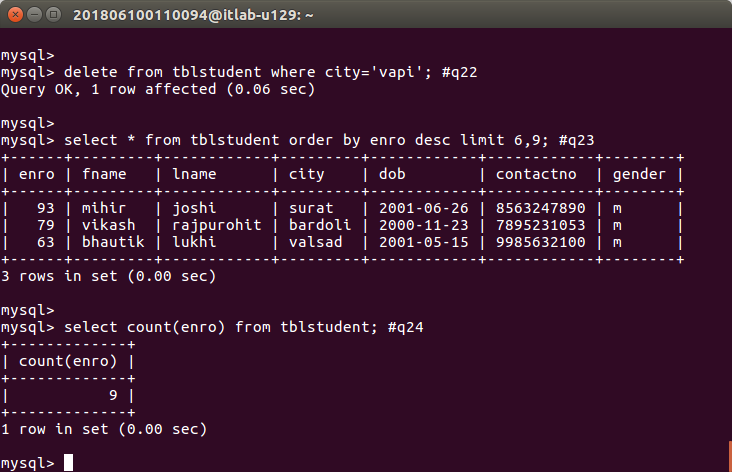 201806100110094@itlab-u129: ~
mysql>
mysql> delete from tblstudent where city='vapi'; #q22
Query OK, 1 row affected (0.06 sec)
mysql>
mysql> select * from tblstudent order by enro desc limit 6,9; #q23
+------+---------+------------+---------+------------+------------+--------+
| enro | fname   | lname      | city    | dob        | contactno  | gender |
+------+---------+------------+---------+------------+------------+--------+
|   93 | mihir   | joshi      | surat   | 2001-06-26 | 8563247890 | m      |
|   79 | vikash  | rajpurohit | bardoli | 2000-11-23 | 7895231053 | m      |
|   63 | bhautik | lukhi      | valsad  | 2001-05-15 | 9985632100 | m      |
+------+---------+------------+---------+------------+------------+--------+
3 rows in set (0.00 sec)
mysql>
mysql> select count(enro) from tblstudent; #q24
+-------------+
| count(enro) |
+-------------+
|           9 |
+-------------+
1 row in set (0.00 sec)
mysql>